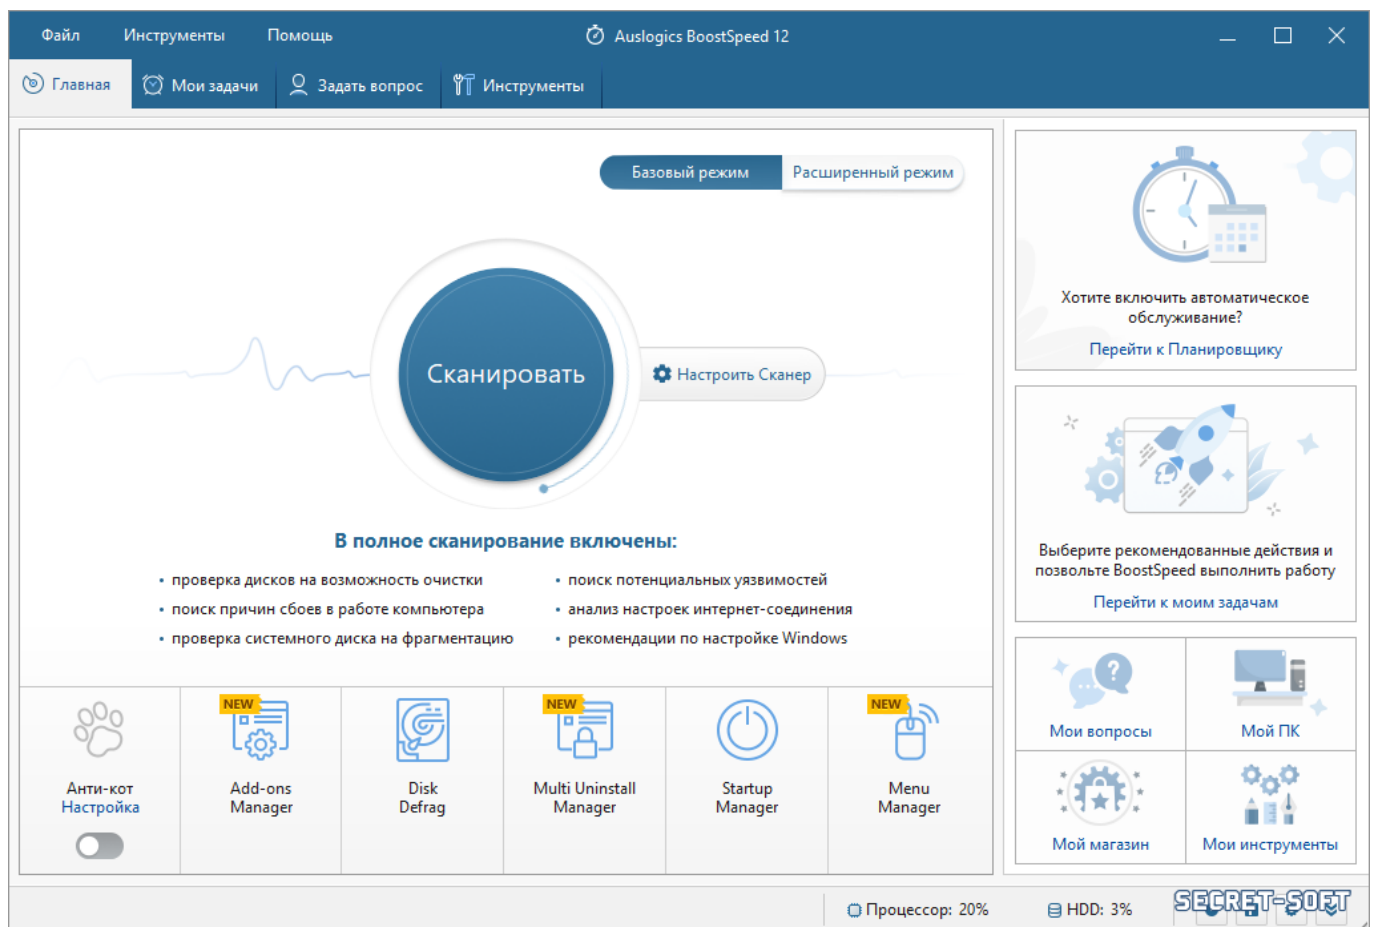 Файл Инструменты Помощь Auslogics BoostSpeed 12
Главная Мои задачи Задать вопрос Инструменты
Базовый режим Расширенный режим
Сканировать
Настроить Сканер
В полное сканирование включены:
• проверка дисков на возможность очистки
• поиск причин сбоев в работе компьютера
• проверка системного диска на фрагментацию
• поиск потенциальных уязвимостей
• анализ настроек интернет-соединения
• рекомендации по настройке Windows
Анти-кот
Настройка
NEW
Add-ons
Manager
Disk
Defrag
NEW
Multi Uninstall
Manager
Startup
Manager
NEW
Menu
Manager
Хотите включить автоматическое
обслуживание?
Перейти к Планировщику
Выберите рекомендованные действия и
позвольте BoostSpeed выполнить работу
Перейти к моим задачам
Мои вопросы
Мой ПК
Мой магазин
Мои инструменты
Процессор: 20% HDD: 3%
SECRET-SOFT